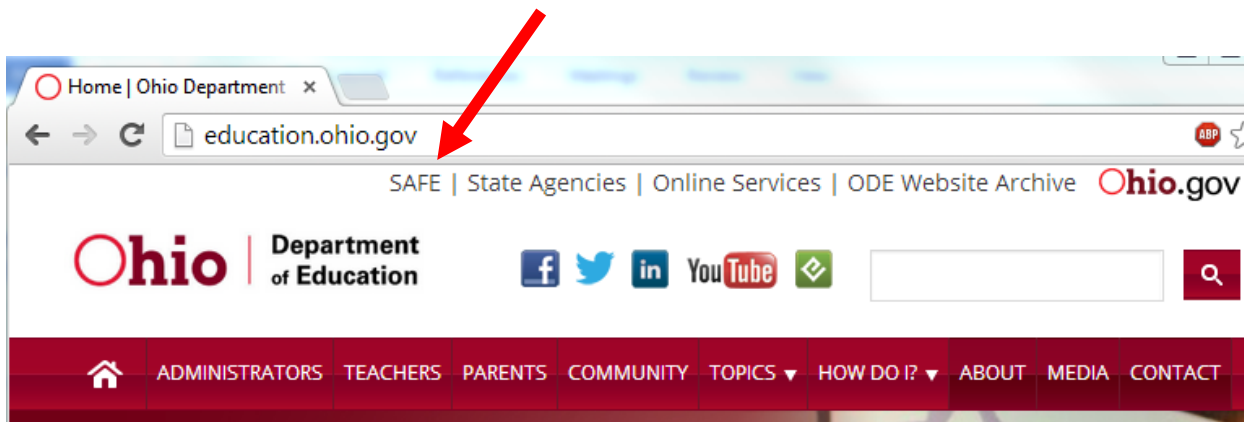 Home | Ohio Department
education.ohio.gov
ABP
SAFE | State Agencies | Online Services | ODE Website Archive Ohio.gov
Ohio Department of Education
f in You Tube
ADMINISTRATORS TEACHERS PARENTS COMMUNITY TOPICS HOW DO I? ABOUT MEDIA CONTACT